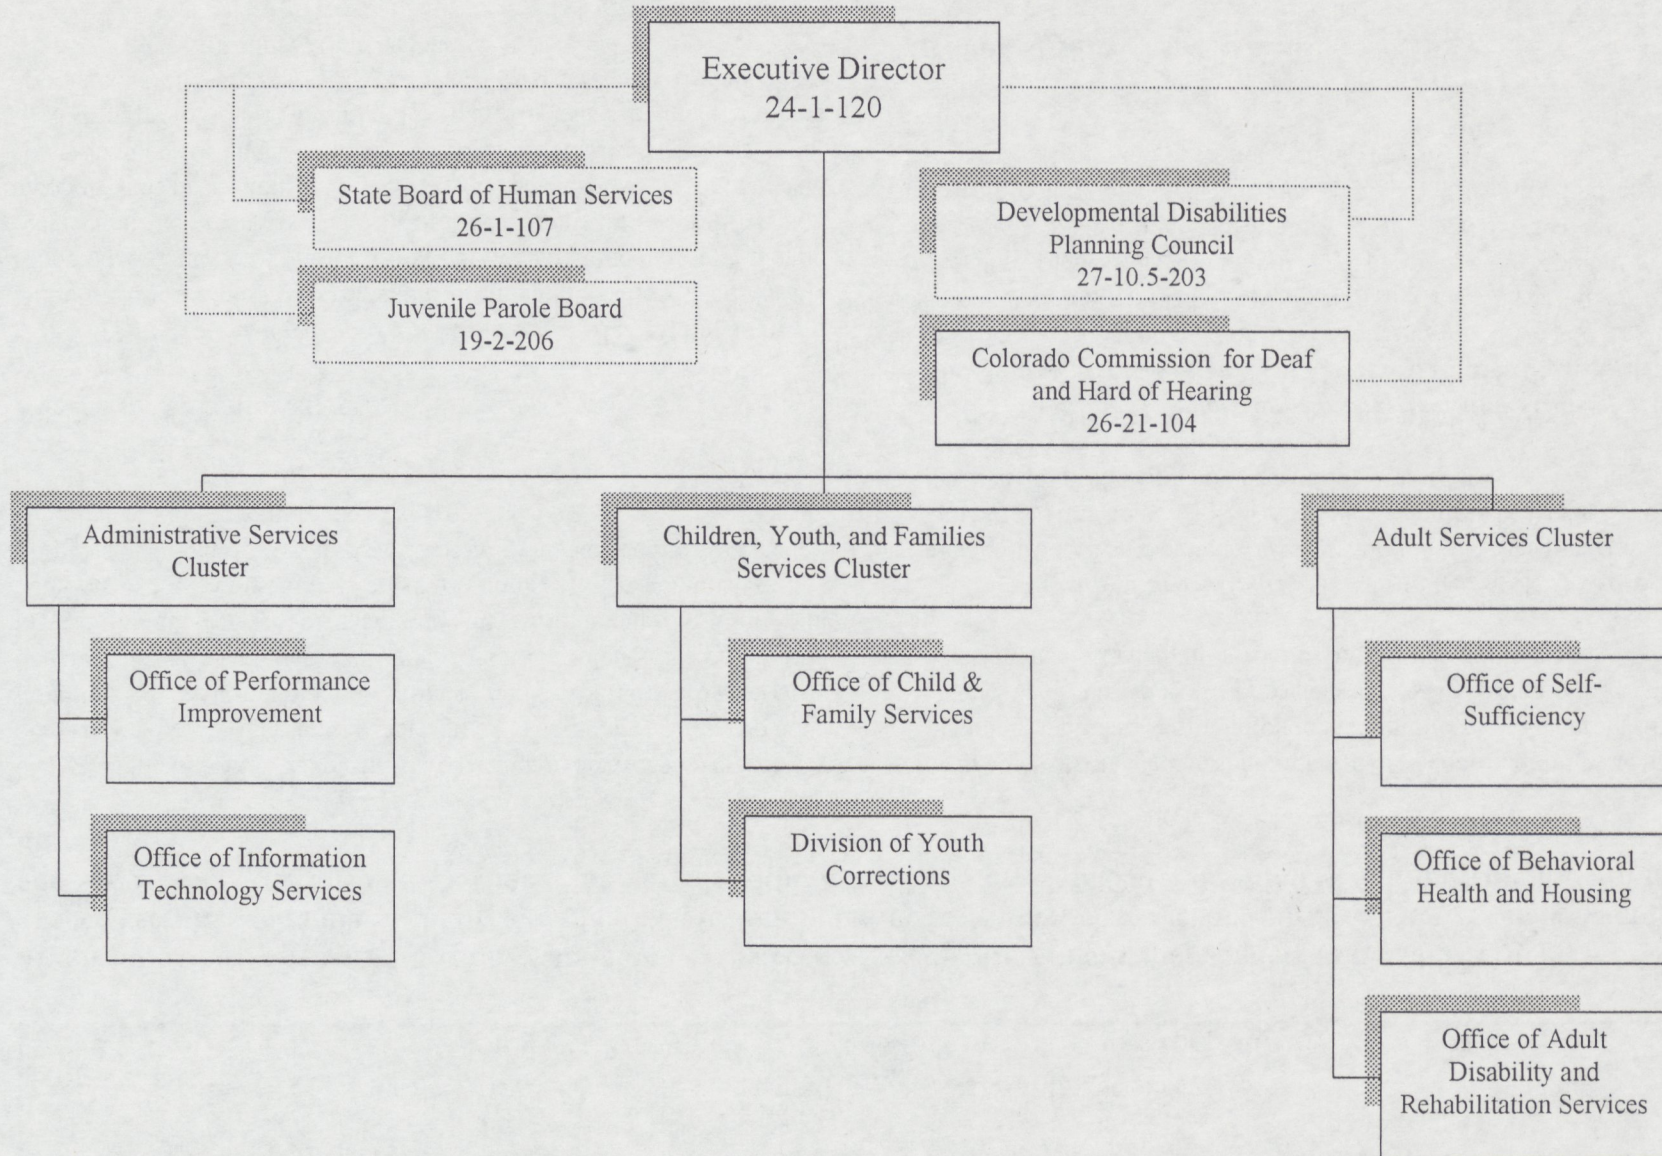 Executive Director
24-1-120
State Board of Human Services
26-1-107
Juvenile Parole Board
19-2-206
Developmental Disabilities
Planning Council
27-10.5-203
Colorado Commission for Deaf
and Hard of Hearing
26-21-104
Administrative Services
Cluster
Office of Performance
Improvement
Office of Information
Technology Services
Children, Youth, and Families
Services Cluster
Office of Child &
Family Services
Division of Youth
Corrections
Adult Services Cluster
Office of Self-
Sufficiency
Office of Behavioral
Health and Housing
Office of Adult
Disability and
Rehabilitation Services